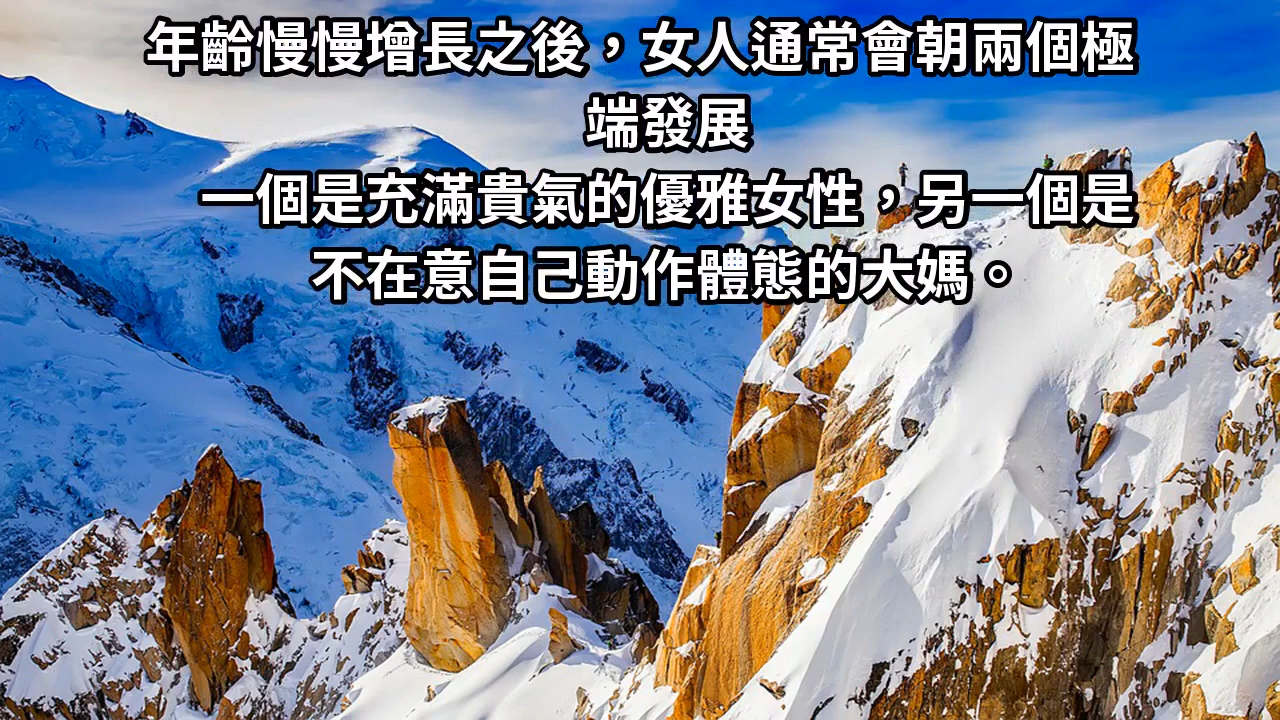 年齡慢慢增長之後，女人通常會朝兩個極
端發展
一個是充滿貴氣的優雅女性，另一個是
不在意自己動作體態的大媽。